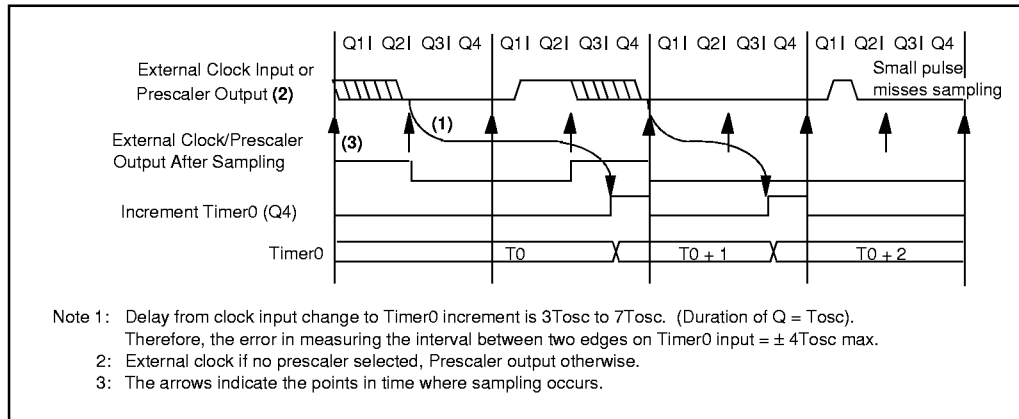 Q1| Q2| Q3| Q4 Q1| Q2| Q3| Q4 Q1| Q2| Q3| Q4 Q1| Q2| Q3| Q4
External Clock Input or
Prescaler Output (2)
Small pulse
misses sampling
(1)
(3)
External Clock/Prescaler
Output After Sampling
Increment Timer0 (Q4)
Timer0 T0 T0 + 1 T0 + 2
Note 1: Delay from clock input change to Timer0 increment is 3Tosc to 7Tosc. (Duration of Q = Tosc).
Therefore, the error in measuring the interval between two edges on Timer0 input = ± 4Tosc max.
2: External clock if no prescaler selected, Prescaler output otherwise.
3: The arrows indicate the points in time where sampling occurs.